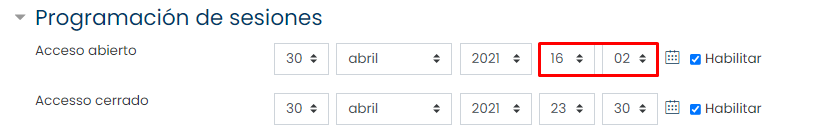 Programación de sesiones
Acceso abierto 30 abril 2021 16 02 Habilitar
Accesso cerrado 30 abril 2021 23 30 Habilitar